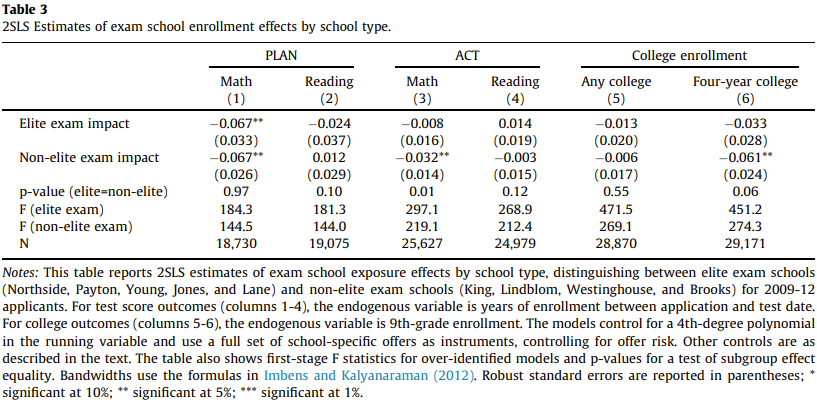 Table 3
2SLS Estimates of exam school enrollment effects by school type.
PLAN ACT College enrollment
Math Reading Math Reading Any college Four-year college
(1) (2) (3) (4) (5) (6)
Elite exam impact −0.067** −0.024 −0.008 0.014 −0.013 −0.033
(0.033) (0.037) (0.016) (0.019) (0.020) (0.028)
Non-elite exam impact −0.067** 0.012 −0.032** −0.003 −0.006 −0.061**
(0.026) (0.029) (0.014) (0.015) (0.017) (0.024)
p-value (elite=non-elite) 0.97 0.10 0.01 0.12 0.55 0.06
F (elite exam) 184.3 181.3 297.1 268.9 471.5 451.2
F (non-elite exam) 144.5 144.0 219.1 212.4 269.1 274.3
N 18,730 19,075 25,627 24,979 28,870 29,171
Notes: This table reports 2SLS estimates of exam school exposure effects by school type, distinguishing between elite exam schools
(Northside, Payton, Young, Jones, and Lane) and non-elite exam schools (King, Lindblom, Westinghouse, and Brooks) for 2009-12
applicants. For test score outcomes (columns 1-4), the endogenous variable is years of enrollment between application and test date.
For college outcomes (columns 5-6), the endogenous variable is 9th-grade enrollment. The models control for a 4th-degree polynomial
in the running variable and use a full set of school-specific offers as instruments, controlling for offer risk. Other controls are as
described in the text. The table also shows first-stage F statistics for over-identified models and p-values for a test of subgroup effect
equality. Bandwidths use the formulas in Imbens and Kalyanaraman (2012). Robust standard errors are reported in parentheses; *
significant at 10%; ** significant at 5%; *** significant at 1%.